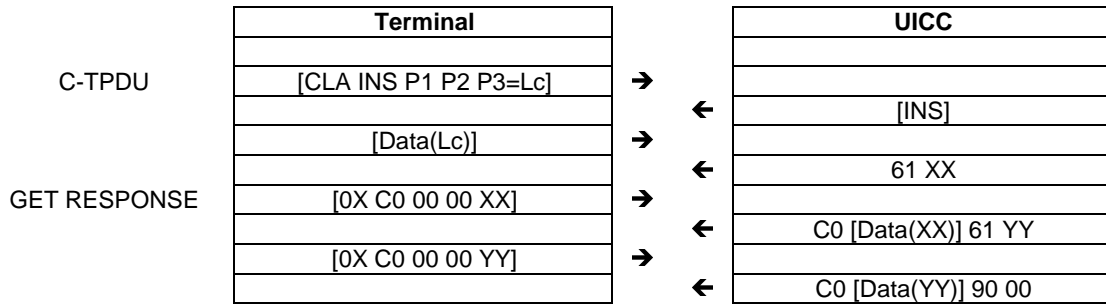 Terminal UICC
C-TPDU [CLA INS P1 P2 P3=Lc] ➔
🡰 [INS]
[Data(Lc)] ➔
🡰 61 XX
GET RESPONSE [0X C0 00 00 XX] ➔
🡰 C0 [Data(XX)] 61 YY
[0X C0 00 00 YY] ➔
🡰 C0 [Data(YY)] 90 00